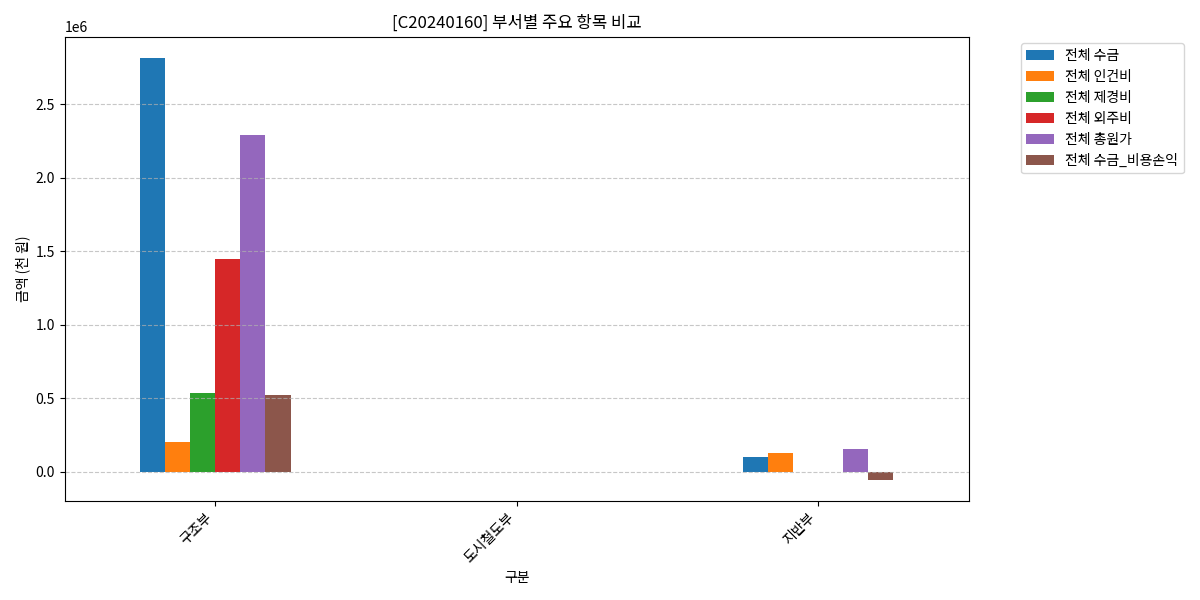 [C20240160] 부서별 주요 항목 비교
1e6
2.5
2.0
1.5
1.0
0.5
0.0
금액 (천 원)
구조부
도시철도부
지반부
구분
전체 수금
전체 인건비
전체 제경비
전체 외주비
전체 총원가
전체 수금_비용손익